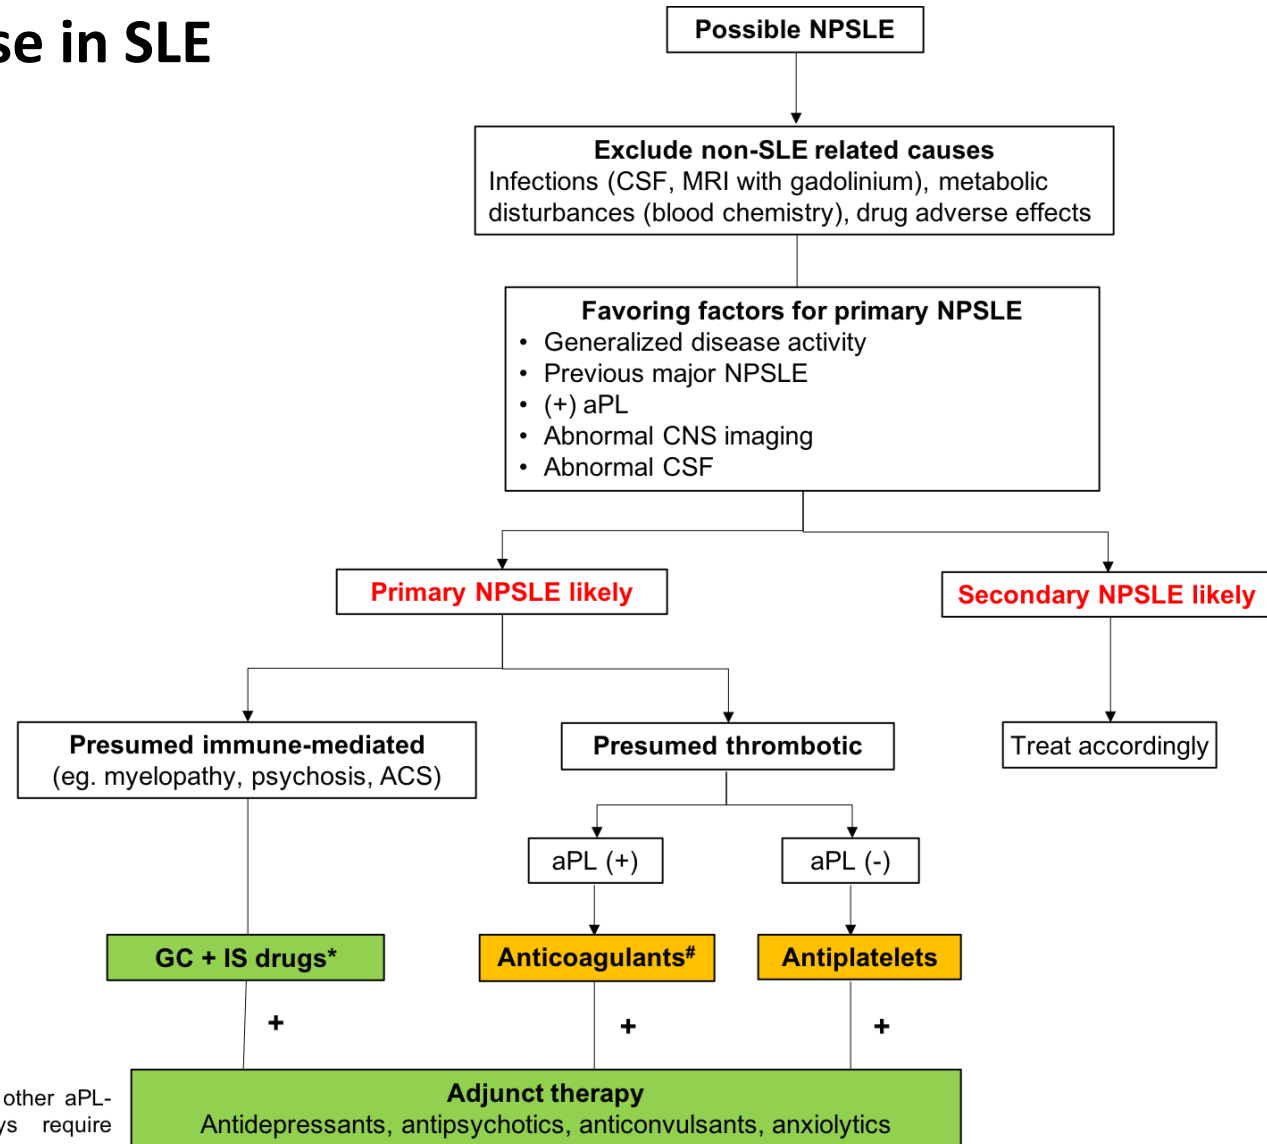 se in SLE
Possible NPSLE
Exclude non-SLE related causes
Infections (CSF, MRI with gadolinium), metabolic
disturbances (blood chemistry), drug adverse effects
Favoring factors for primary NPSLE
• Generalized disease activity
• Previous major NPSLE
• (+) aPL
• Abnormal CNS imaging
• Abnormal CSF
Primary NPSLE likely
Secondary NPSLE likely
Presumed immune-mediated
(eg. myelopathy, psychosis, ACS)
Presumed thrombotic
Treat accordingly
aPL (+)
aPL (-)
GC + IS drugs*
Anticoagulants#
Antiplatelets
+
+
+
other aPL-
ys require
Adjunct therapy
Antidepressants, antipsychotics, anticonvulsants, anxiolytics